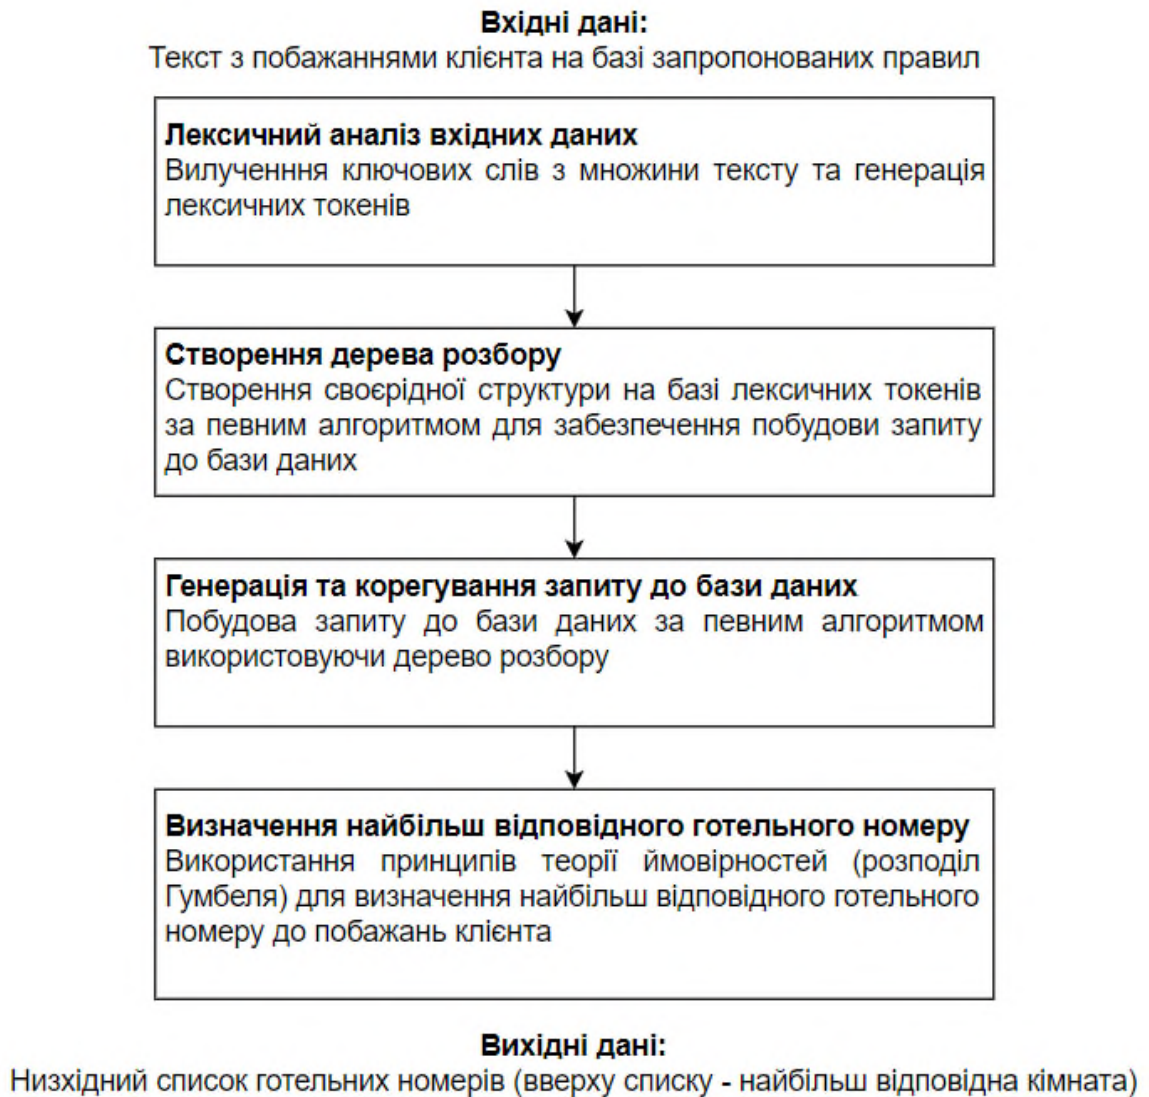 Вхідні дані:
Текст з побажаннями клієнта на базі запропонованих правил
Лексичний аналіз вхідних даних
Вилученння ключових слів з множини тексту та генерація
лексичних токенів
Створення дерева розбору
Створення своєрідної структури на базі лексичних токенів
за певним алгоритмом для забезпечення побудови запиту
до бази даних
Генерація та корегування запиту до бази даних
Побудова запиту до бази даних за певним алгоритмом
використовуючи дерево розбору
Визначення найбільш відповідного готельного номеру
Використання принципів теорії ймовірностей (розподіл
Гумбеля) для визначення найбільш відповідного готельного
номеру до побажань клієнта
Вихідні дані:
Низхідний список готельних номерів (вверху списку - найбільш відповідна кімната)